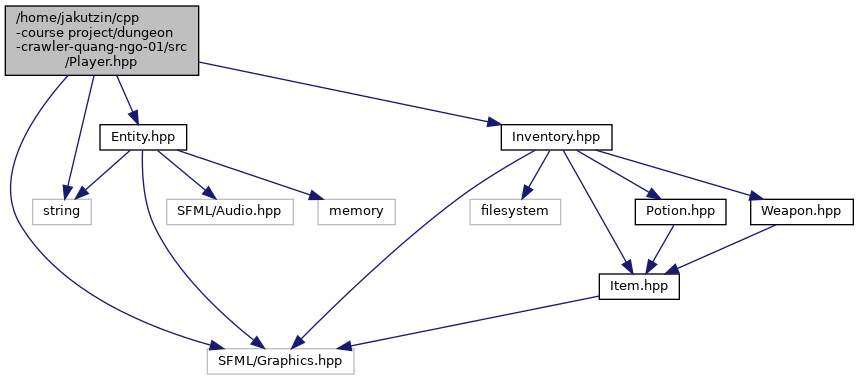 /home/jakutzin/cpp
-course project/dungeon
-crawler-quang-ngo-01/src
/Player.hpp
Entity.hpp
Inventory.hpp
string
SFML/Audio.hpp
memory
filesystem
Potion.hpp
Weapon.hpp
Item.hpp
SFML/Graphics.hpp